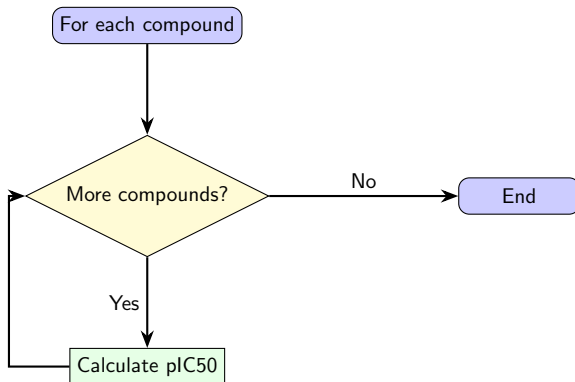 For each compound
More compounds?
No
End
Yes
Calculate pIC50